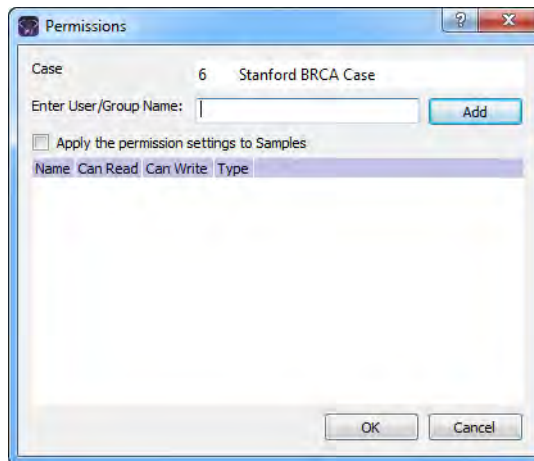 Permissions
Case 6 Stanford BRCA Case
Enter User/Group Name: Add
Apply the permission settings to Samples
Name Can Read Can Write Type
OK Cancel